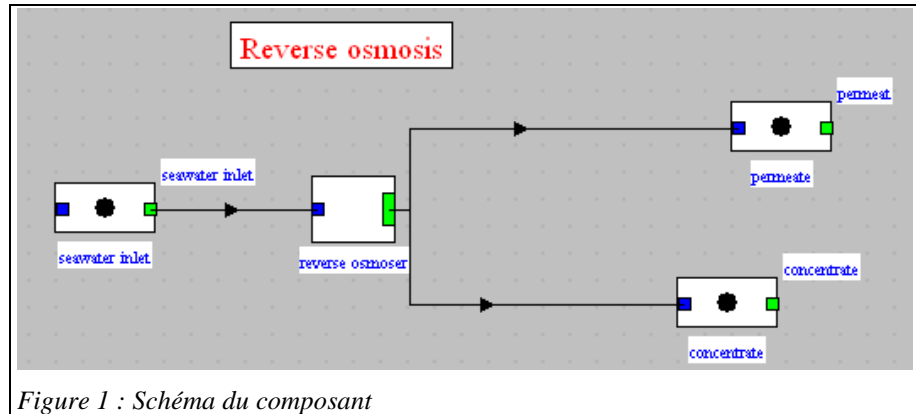 Reverse osmosis
permeat
seawater inlet
permeate
seawater inlet
reverse osmoser
concentrate
concentrate
Figure 1 : Schéma du composant